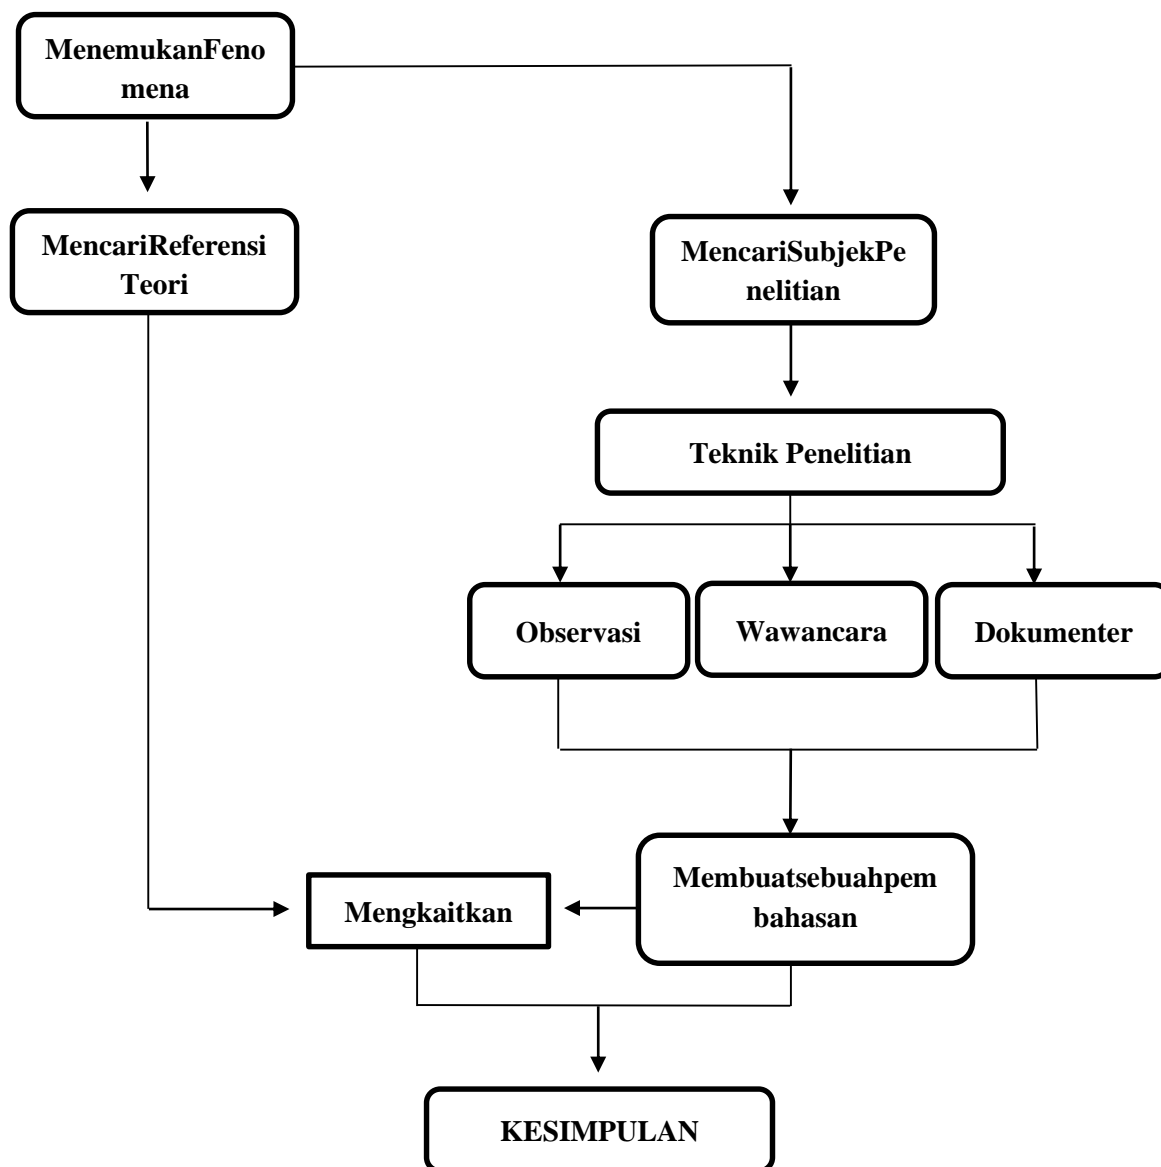 MenemukanFeno
mena
MencariReferensi
Teori
MencariSubjekPe
nelitian
Teknik Penelitian
Observasi
Wawancara
Dokumenter
Membuatsebuahpem
bahasan
Mengkaitkan
KESIMPULAN